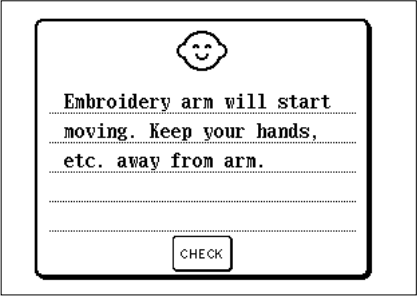 Embroidery arm will start
moving. Keep your hands,
etc. away from arm.
CHECK